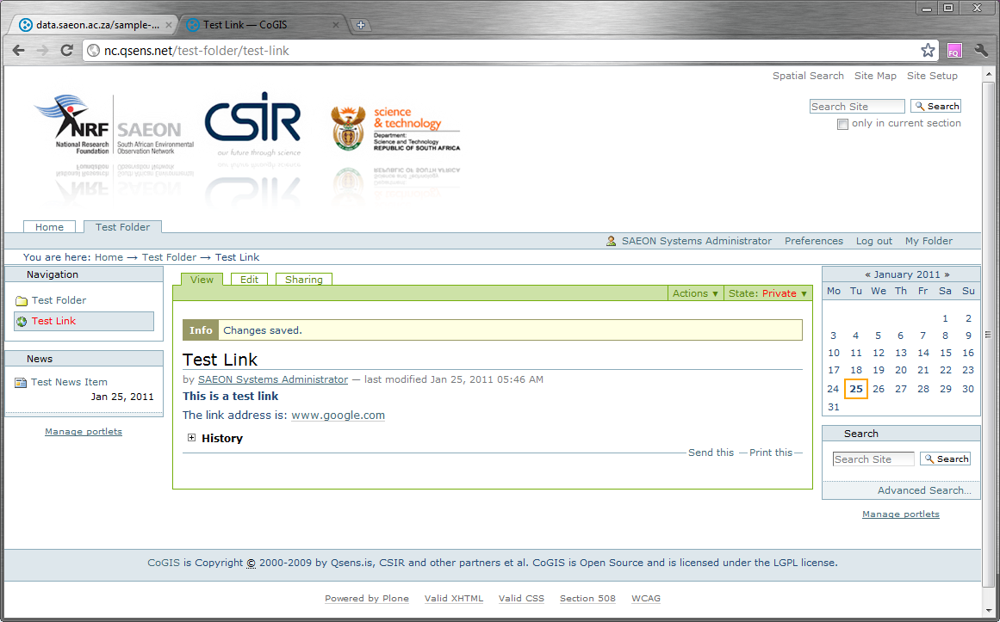 data.saeon.ac.za/sample-...
Test Link — CoGIS
nc.qsens.net/test-folder/test-link
FQ
Spatial Search Site Map Site Setup
Search Site Search
only in current section
NRF
National Research
Foundation
SAEON
South African Environmental
Observation Network
CSIR
our future through science
science
& technology
Department:
Science and Technology
REPUBLIC OF SOUTH AFRICA
Home Test Folder
SAEON Systems Administrator Preferences Log out My Folder
You are here: Home → Test Folder → Test Link
Navigation
Test Folder
Test Link
News
Test News Item
Jan 25, 2011
Manage portlets
View Edit Sharing
Actions ▼ State: Private ▼
Info Changes saved.
Test Link
by SAEON Systems Administrator — last modified Jan 25, 2011 05:46 AM
This is a test link
The link address is: www.google.com
History
Send this — Print this —
« January 2011 »
Mo Tu We Th Fr Sa Su
1 2
3 4 5 6 7 8 9
10 11 12 13 14 15 16
17 18 19 20 21 22 23
24 25 26 27 28 29 30
31
Search
Search Site Search
Advanced Search...
Manage portlets
CoGIS is Copyright © 2000-2009 by Qsens.is, CSIR and other partners et al. CoGIS is Open Source and is licensed under the LGPL license.
Powered by Plone Valid XHTML Valid CSS Section 508 WCAG